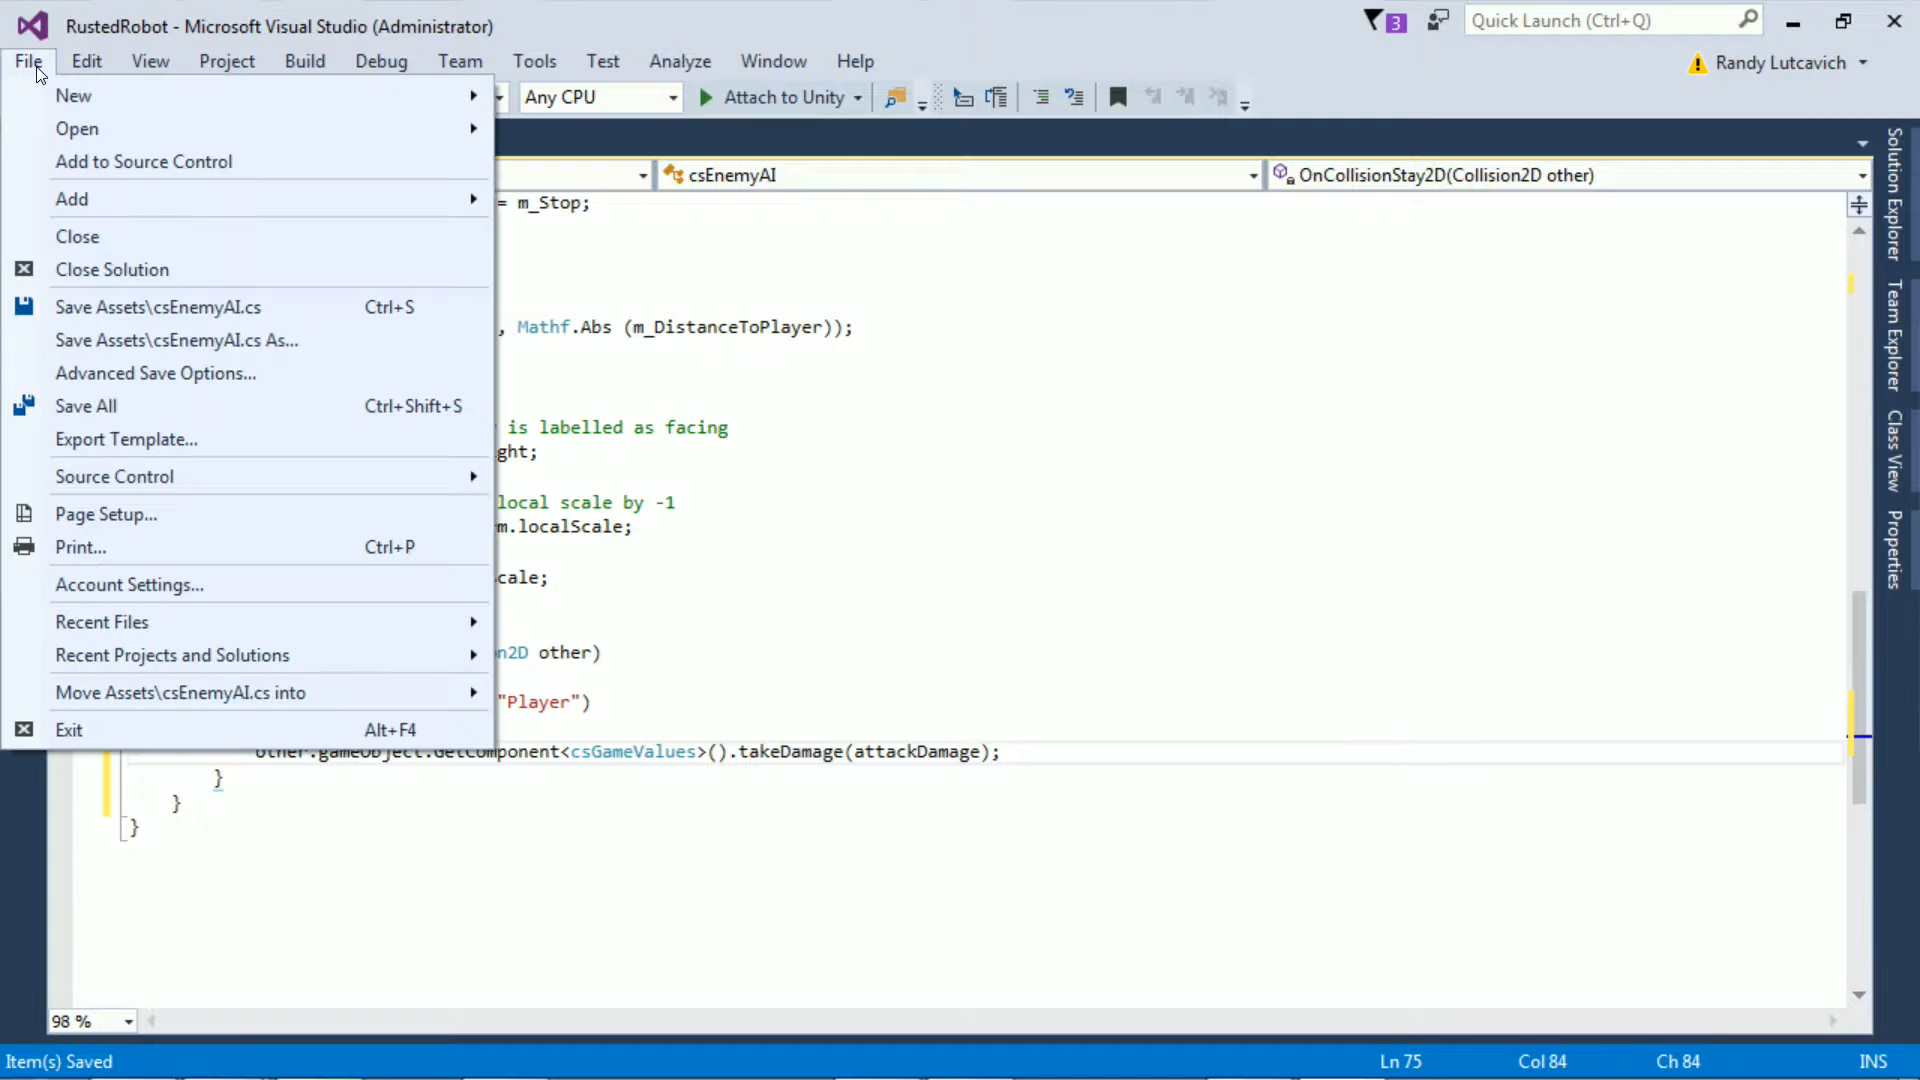 RustedRobot - Microsoft Visual Studio (Administrator)
3
Quick Launch (Ctrl+Q)
File Edit View Project Build Debug Team Tools Test Analyze Window Help
Randy Lutcavich
Any CPU
Attach to Unity
New
Open
Add to Source Control
Add
Close
Close Solution
Save Assets\csEnemyAI.cs Ctrl+S
Save Assets\csEnemyAI.cs As...
Advanced Save Options...
Save All Ctrl+Shift+S
Export Template...
Source Control
Page Setup...
Print... Ctrl+P
Account Settings...
Recent Files
Recent Projects and Solutions
Move Assets\csEnemyAI.cs into
Exit Alt+F4
csEnemyAI
OnCollisionStay2D(Collision2D other)
= m_Stop;
, Mathf.Abs (m_DistanceToPlayer));
is labelled as facing
ght;
local scale by -1
m.localScale;
cale;
n2D other)
"Player")
other.gameObject.GetComponent<csGameValues>().takeDamage(attackDamage);
}
}
}
Solution Explorer
Team Explorer
Class View
Properties
98 %
Item(s) Saved
Ln 75
Col 84
Ch 84
INS